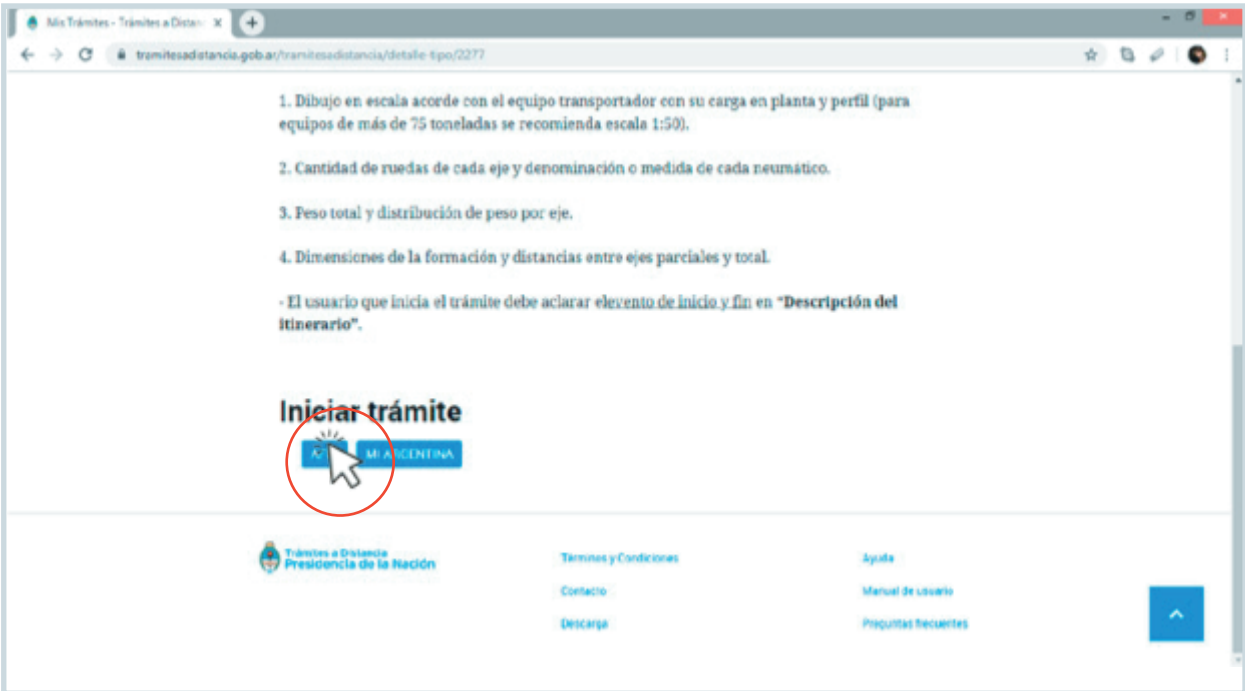 Mis Trámites - Trámites a Distan
tramitesadistancia.gob.ar/tramitesadistancia/detalle-tipo/2277
1. Dibujo en escala acorde con el equipo transportador con su carga en planta y perfil (para
equipos de más de 75 toneladas se recomienda escala 1:50).
2. Cantidad de ruedas de cada eje y denominación o medida de cada neumático.
3. Peso total y distribución de peso por eje.
4. Dimensiones de la formación y distancias entre ejes parciales y total.
- El usuario que inicia el trámite debe aclarar elevento de inicio y fin en “Descripción del
itinerario”.
Iniciar trámite
MI ARGENTINA
Trámites a Distancia
Presidencia de la Nación
Términos y Condiciones
Contacto
Descarga
Ayuda
Manual de usuario
Preguntas frecuentes